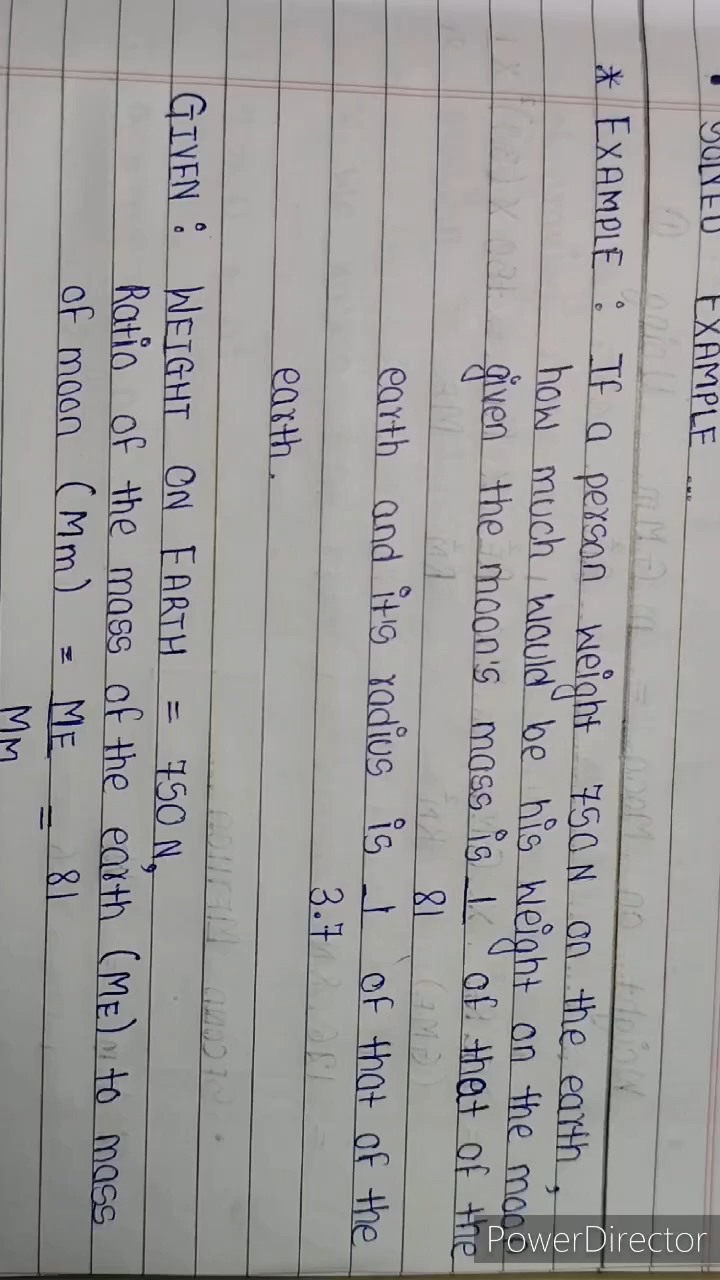 SOLVED EXAMPLE ...
* EXAMPLE : IF a person weight 750N on the earth,
how much would be his weight on the moon
given the moon's mass is 1/81 of that of the
earth and it's radius is 1/3.7 of that of the
earth.
GIVEN : WEIGHT ON EARTH = 750 N,
Ratio of the mass of the earth (ME) to mass
of moon (Mm) = ME/MM = 81
PowerDirector